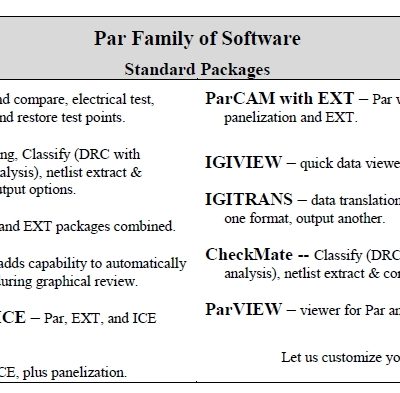 Par Family of Software
Standard Packages
nd compare, electrical test,
nd restore test points.
ng, Classify (DRC with
alysis), netlist extract &
utput options.
and EXT packages combined.
adds capability to automatically
uring graphical review.
ICE – Par, EXT, and ICE
CE, plus panelization.
ParCAM with EXT – Par w
panelization and EXT.
IGIVIEW – quick data viewe
IGITRANS – data translation
one format, output another.
CheckMate -- Classify (DRC
analysis), netlist extract & co
ParVIEW – viewer for Par an
Let us customize yo